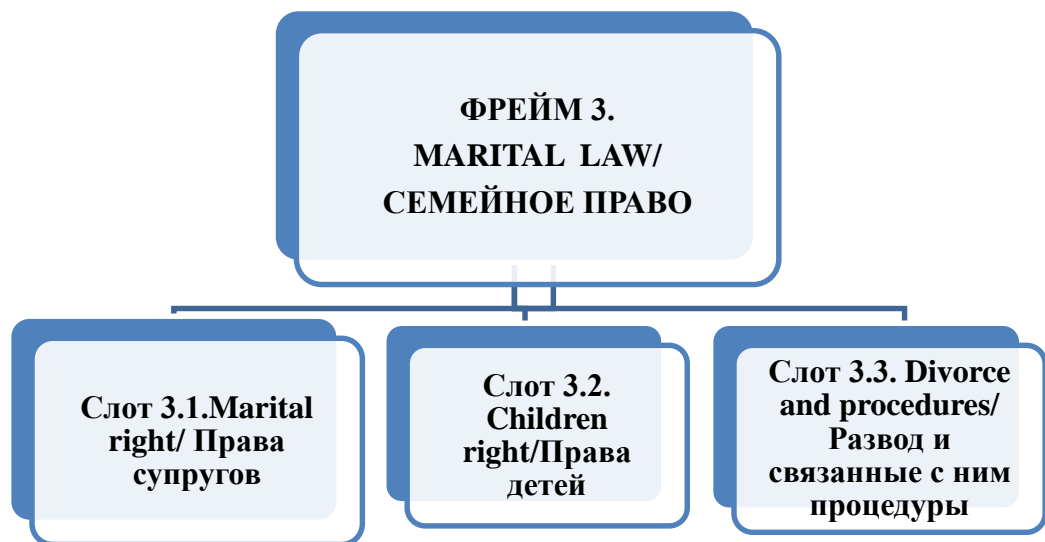 ФРЕЙМ 3.
MARITAL LAW/
СЕМЕЙНОЕ ПРАВО
Слот 3.1.Marital
right/ Права
супругов
Слот 3.2.
Children
right/Права
детей
Слот 3.3. Divorce
and procedures/
Развод и
связанные с ним
процедуры